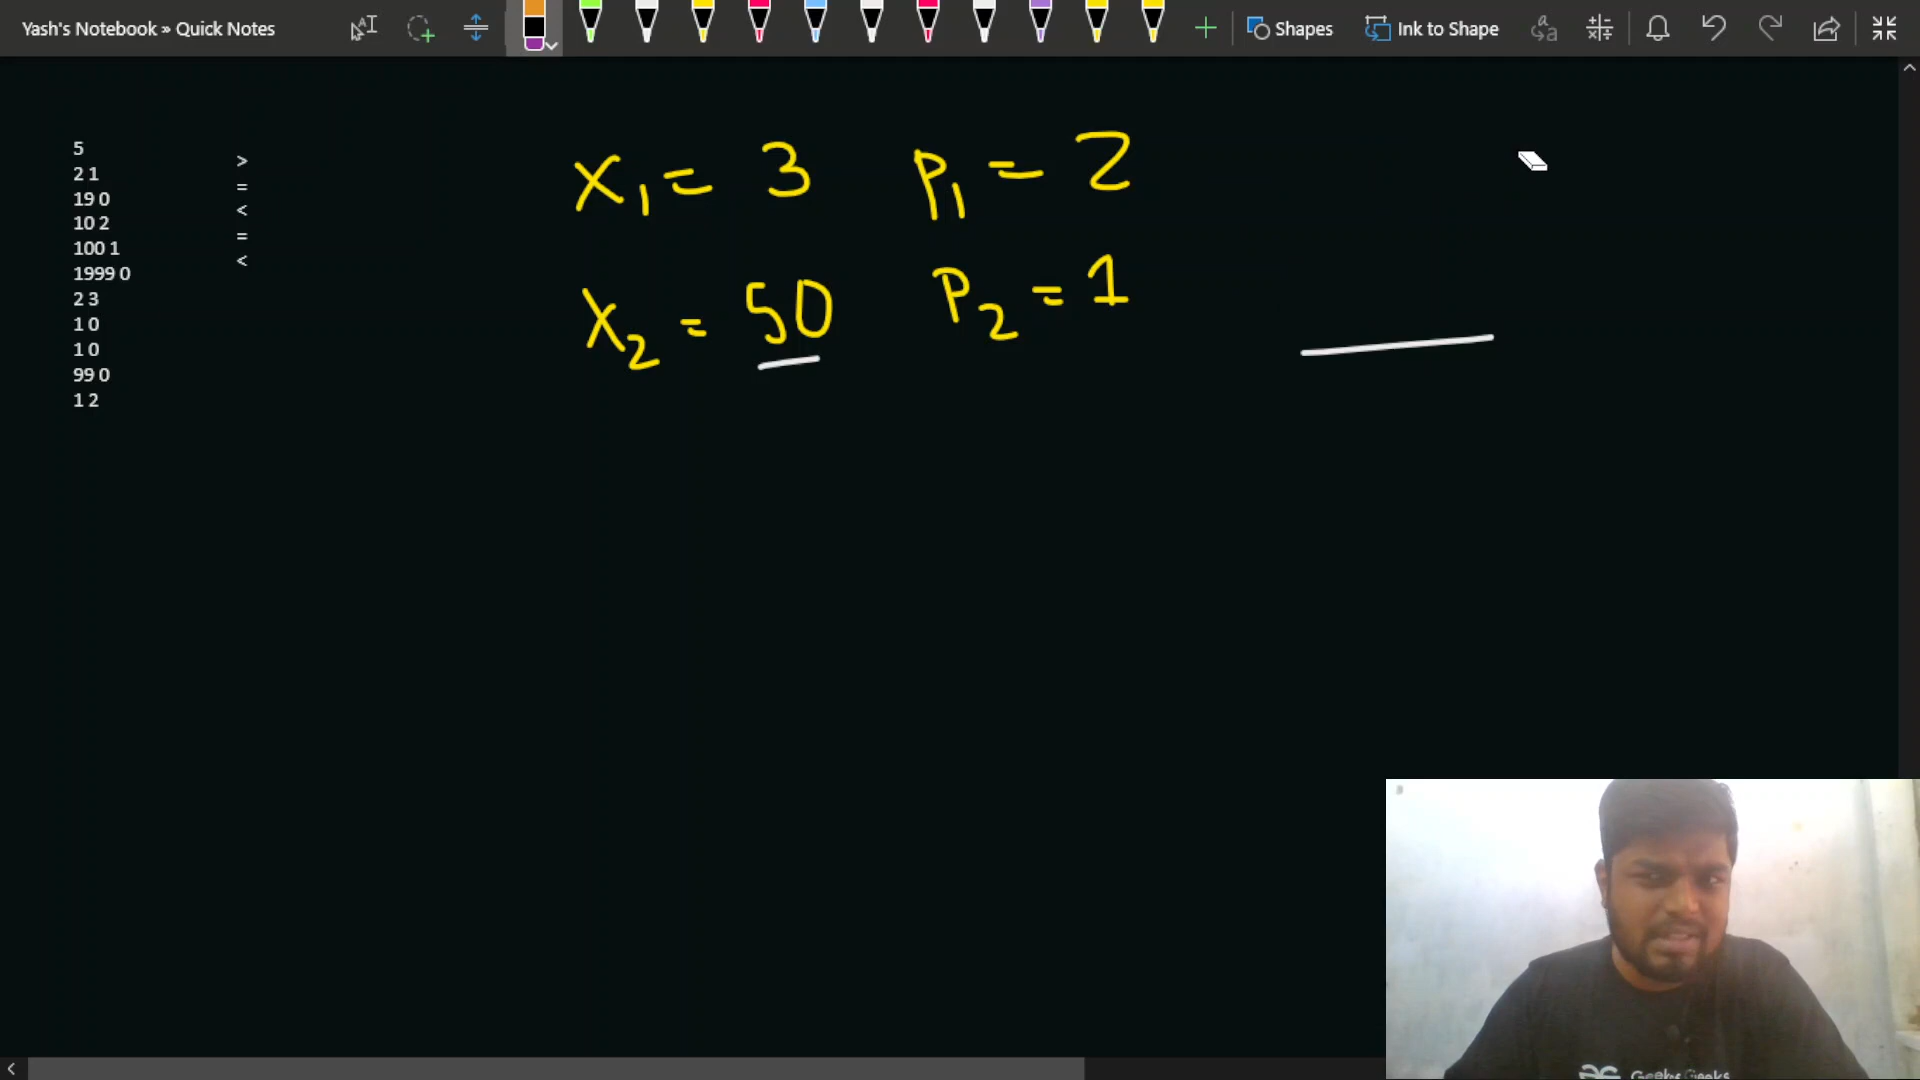 Yash's Notebook » Quick Notes
Shapes
Ink to Shape
5
2 1
19 0
10 2
100 1
1999 0
2 3
1 0
1 0
99 0
1 2
>
=
<
=
<
x₁ = 3 p₁ = 2
x₂ = 50 p₂ = 1
GeeksGeeks